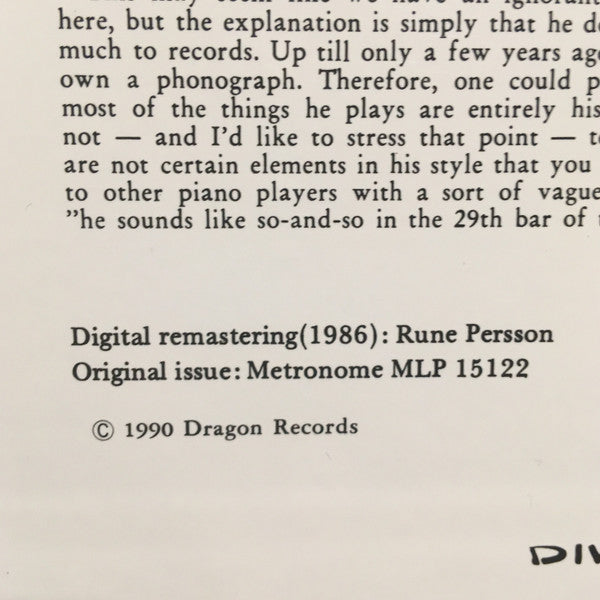 here, but the explanation is simply that he
much to records. Up till only a few years
own a phonograph. Therefore, one could
most of the things he plays are entirely his
not — and I'd like to stress that point —
are not certain elements in his style that you
to other piano players with a sort of vague
”he sounds like so-and-so in the 29th bar of
Digital remastering(1986): Rune Persson
Original issue: Metronome MLP 15122
© 1990 Dragon Records